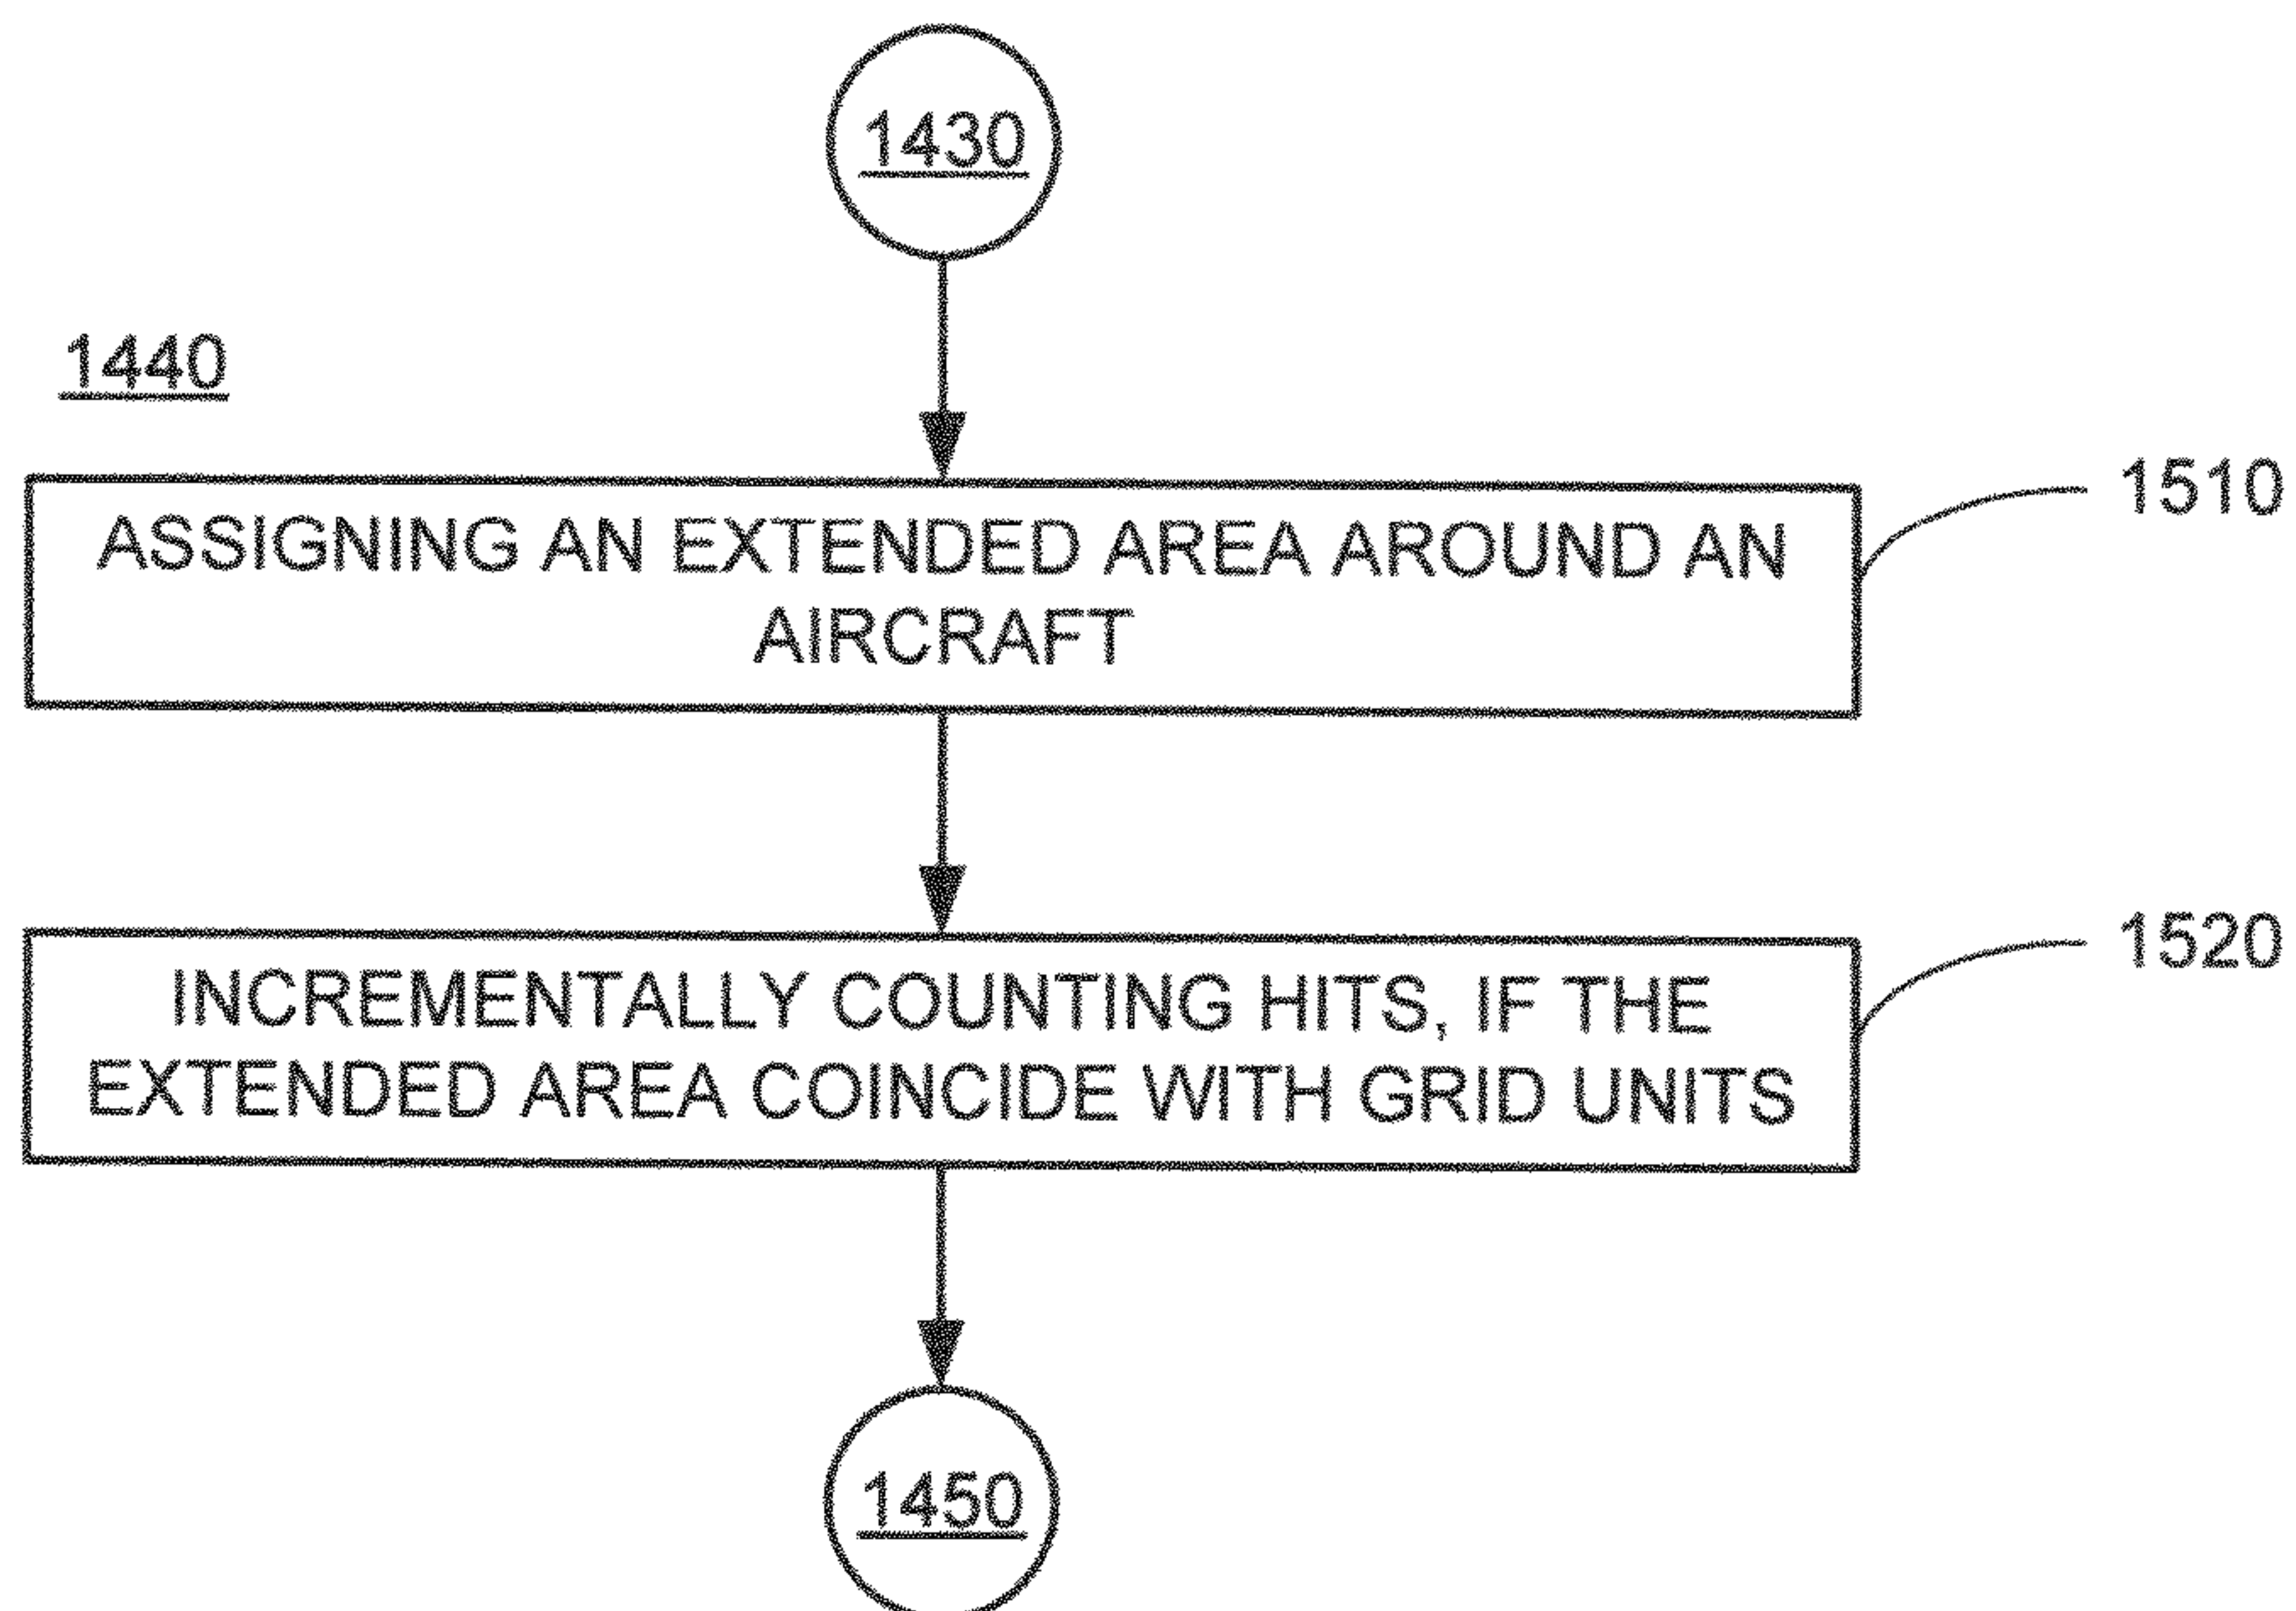 1430
1440
1510
ASSIGNING AN EXTENDED AREA AROUND AN
AIRCRAFT
1520
INCREMENTALLY COUNTING HITS, IF THE
EXTENDED AREA COINCIDE WITH GRID UNITS
1450